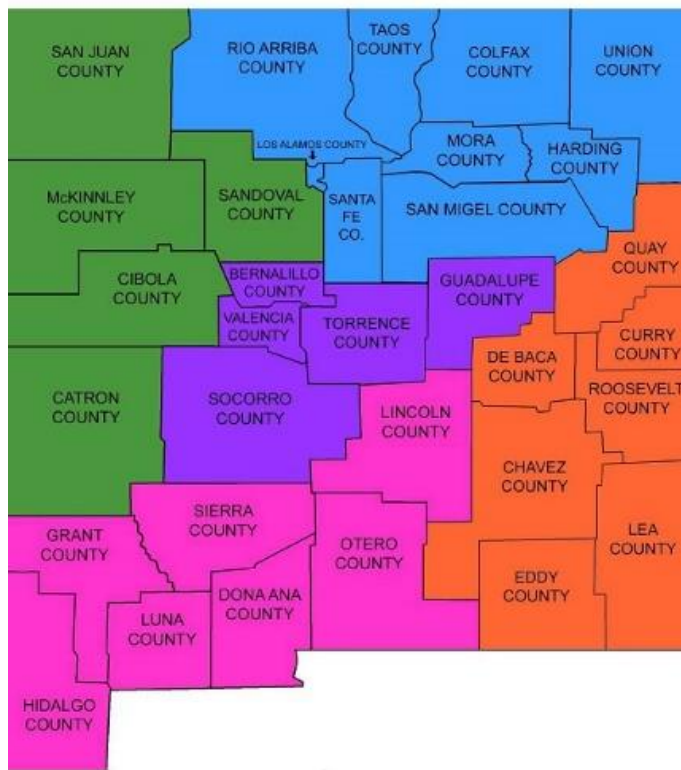 SAN JUAN
COUNTY
RIO ARRIBA
COUNTY
TAOS
COUNTY
COLFAX
COUNTY
UNION
COUNTY
LOS ALAMOS COUNTY
MORA
COUNTY
HARDING
COUNTY
McKINNLEY
COUNTY
SANDOVAL
COUNTY
SANTA
FE
CO.
SAN MIGEL COUNTY
QUAY
COUNTY
CIBOLA
COUNTY
BERNALILLO
COUNTY
VALENCIA
COUNTY
TORRENCE
COUNTY
GUADALUPE
COUNTY
CURRY
COUNTY
DE BACA
COUNTY
ROOSEVELT
COUNTY
CATRON
COUNTY
SOCORRO
COUNTY
LINCOLN
COUNTY
CHAVEZ
COUNTY
LEA
COUNTY
GRANT
COUNTY
SIERRA
COUNTY
OTERO
COUNTY
EDDY
COUNTY
LUNA
COUNTY
DONA ANA
COUNTY
HIDALGO
COUNTY